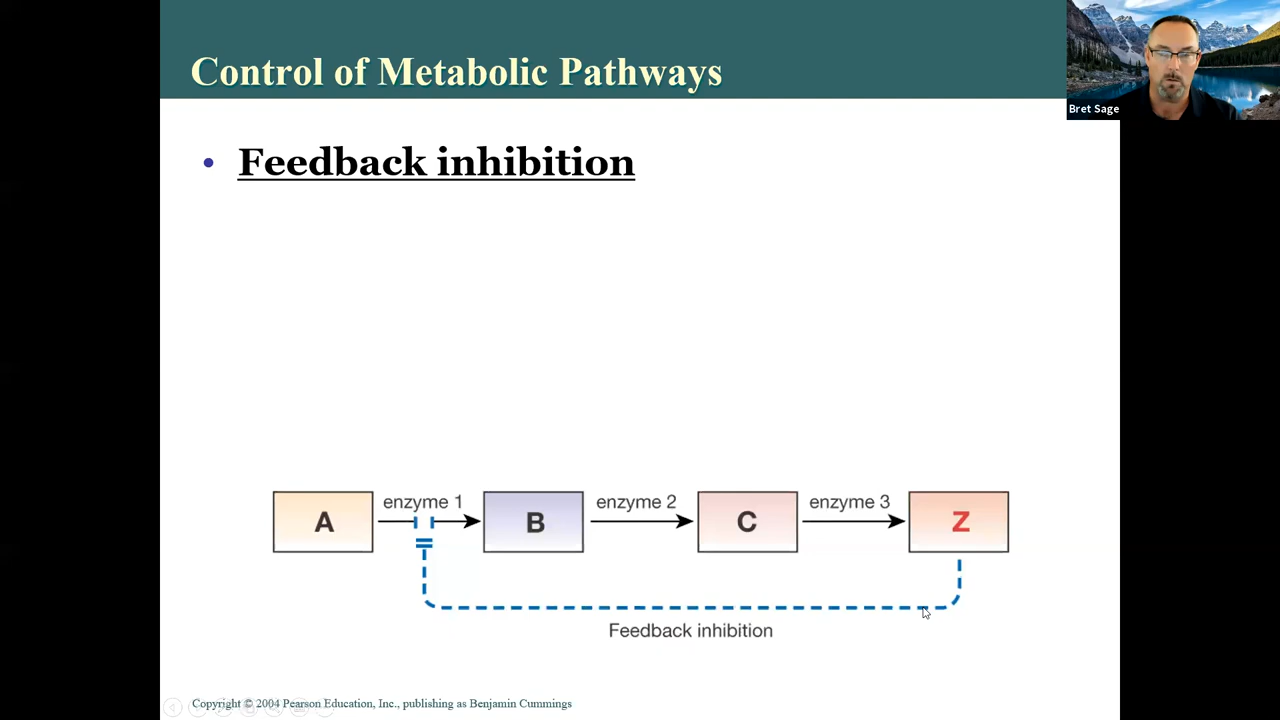 Control of Metabolic Pathways
Bret Sage
• Feedback inhibition
enzyme 1
enzyme 2
enzyme 3
A
B
C
Z
Feedback inhibition
Copyright © 2004 Pearson Education, Inc., publishing as Benjamin Cummings